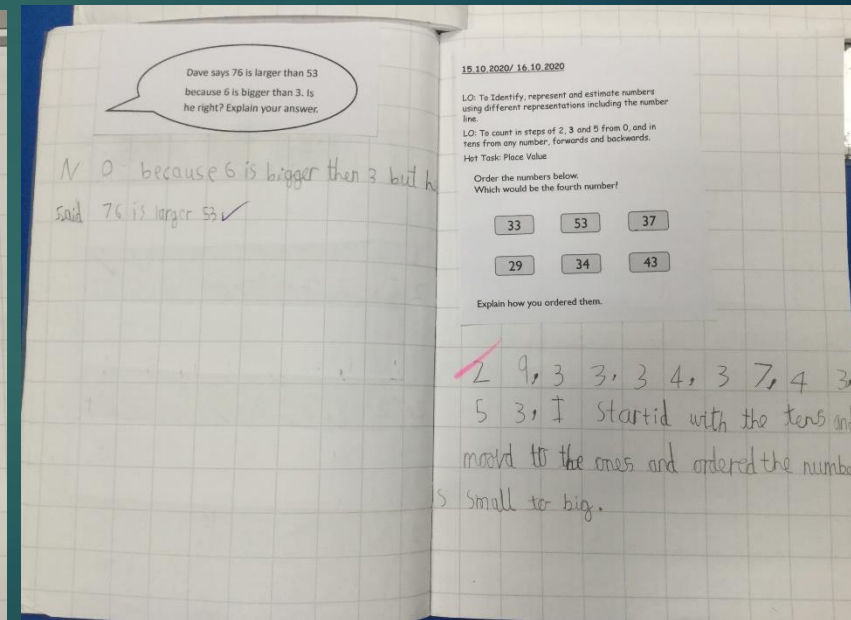 Dave says 76 is larger than 53
because 6 is bigger than 3. Is
he right? Explain your answer.
N O because 6 is bigger then 3 but h
said 76 is larger 53 ✓
15.10.2020/ 16.10.2020
LO: To Identify, represent and estimate numbers
using different representations including the number
line.
LO: To count in steps of 2, 3 and 5 from 0, and in
tens from any number, forwards and backwards.
Hot Task: Place Value
Order the numbers below.
Which would be the fourth number?
33 53 37
29 34 43
Explain how you ordered them.
2 9, 3 3, 3 4, 3 7, 4 3,
5 3, I startid with the tens and
moovd to the ones and ordered the numbe
s small to big.